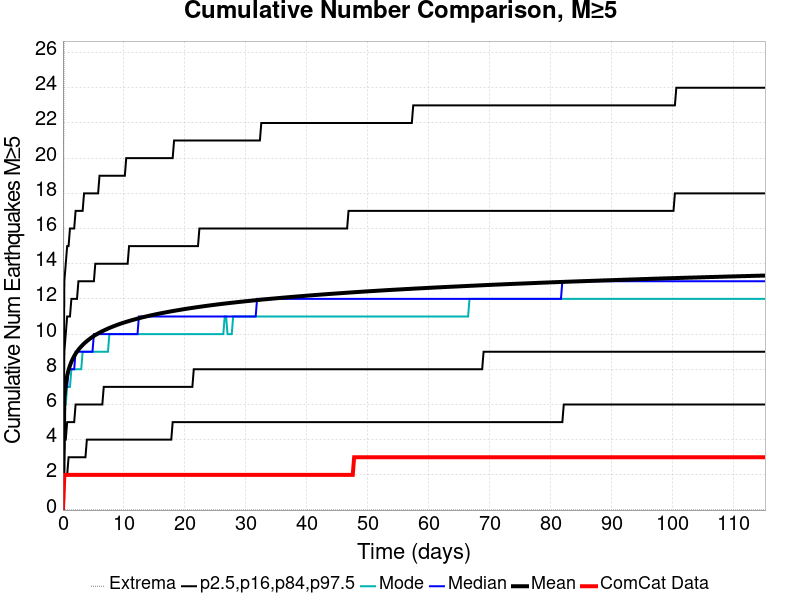 Cumulative Number Comparison, M≥5
Cumulative Num Earthquakes M≥5
26
24
22
20
18
16
14
12
10
8
6
4
2
0
0 10 20 30 40 50 60 70 80 90 100 110
Time (days)
Extrema p2.5,p16,p84,p97.5 Mode Median Mean ComCat Data